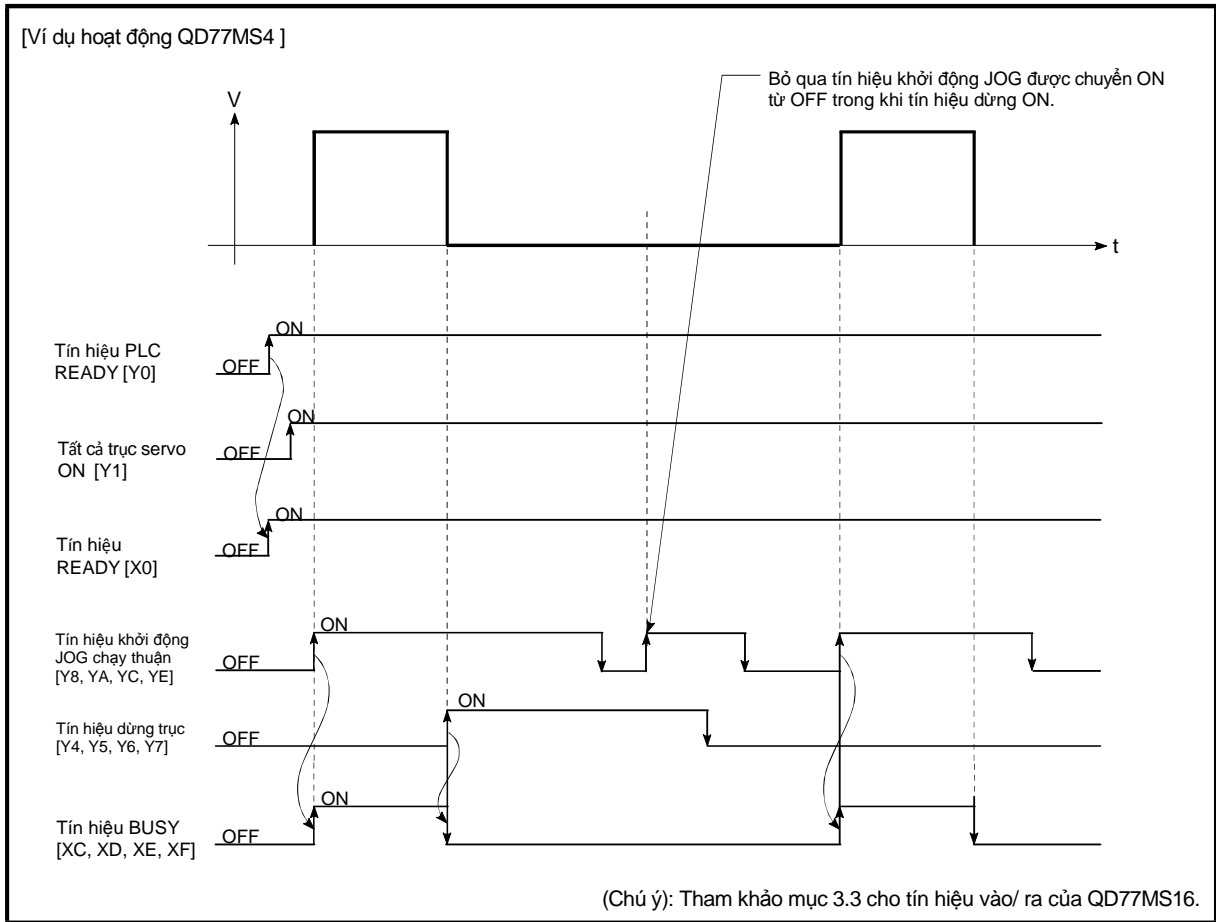 [Ví dụ hoạt động QD77MS4 ]
Bỏ qua tín hiệu khởi động JOG được chuyển ON
từ OFF trong khi tín hiệu dừng ON.
V
t
ON
Tín hiệu PLC
READY [Y0]
OFF
ON
Tất cả trục servo
ON [Y1]
OFF
ON
Tín hiệu
READY [X0]
OFF
ON
Tín hiệu khởi động
JOG chạy thuận
[Y8, YA, YC, YE]
OFF
ON
Tín hiệu dừng trục
[Y4, Y5, Y6, Y7]
OFF
ON
Tín hiệu BUSY
[XC, XD, XE, XF]
OFF
(Chú ý): Tham khảo mục 3.3 cho tín hiệu vào/ ra của QD77MS16.